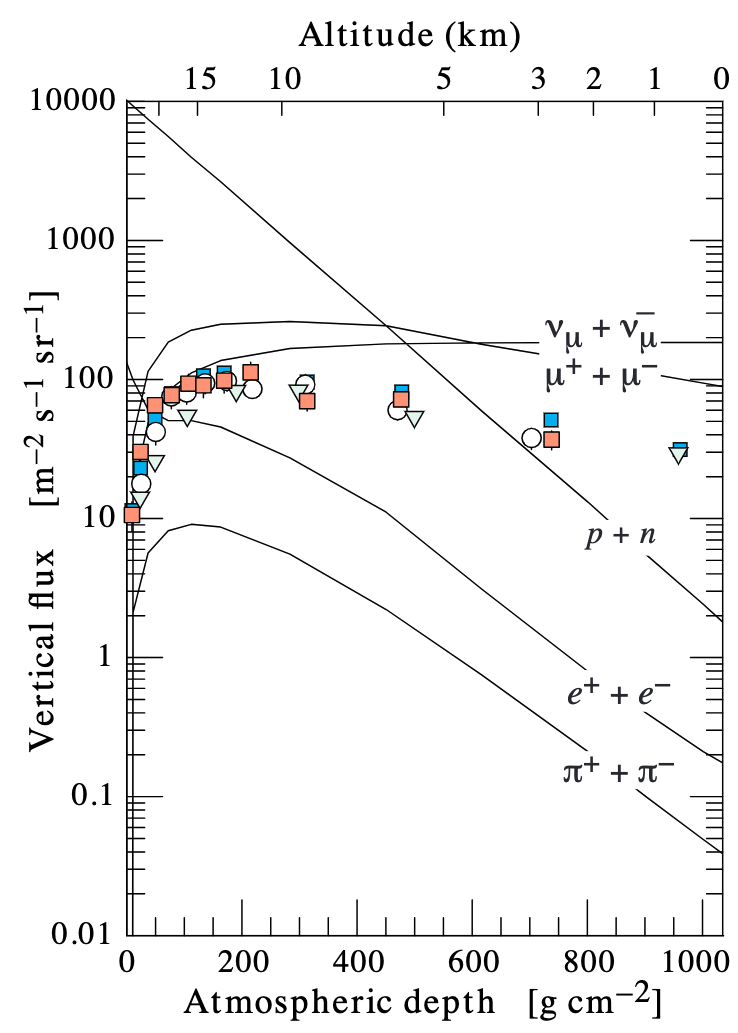 Altitude (km)
15 10 5 3 2 1 0
10000
1000
100
10
1
0.1
0.01
Vertical flux [m⁻² s⁻¹ sr⁻¹]
νμ + ν̅μ
μ⁺ + μ⁻
p + n
e⁺ + e⁻
π⁺ + π⁻
0 200 400 600 800 1000
Atmospheric depth [g cm⁻²]